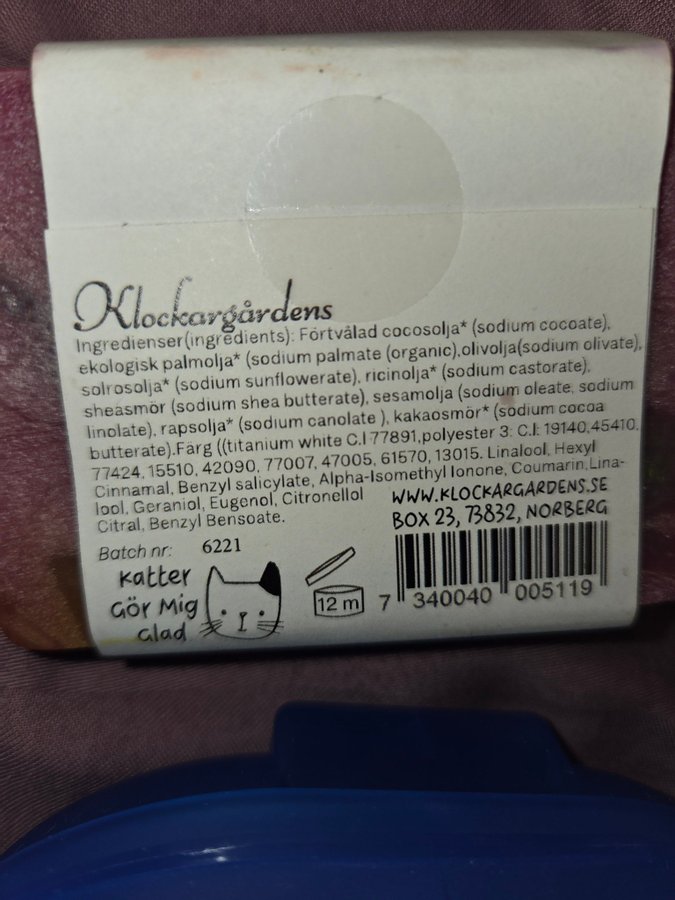 Klockargårdens
Ingredienser(ingredients): Förtvålad cocosolja* (sodium cocoate),
ekologisk palmolja* (sodium palmate (organic),olivolja(sodium olivate),
solrosolja* (sodium sunflowerate), ricinolja* (sodium castorate),
sheasmör (sodium shea butterate), sesamolja (sodium oleate, sodium
linolate), rapsolja* (sodium canolate ), kakaosmör* (sodium cocoa
butterate).Färg ((titanium white C.I 77891,polyester 3: C.I: 19140,45410,
77424, 15510, 42090, 77007, 47005, 61570, 13015. Linalool, Hexyl
Cinnamal, Benzyl salicylate, Alpha-Isomethyl Ionone, Coumarin,Lina-
lool, Geraniol, Eugenol, Citronellol
Citral, Benzyl Bensoate.
WWW.KLOCKARGARDENS.SE
BOX 23, 73832, NORBERG
Batch nr: 6221
Katter
Gör Mig
Glad
12 m
7 340040 005119